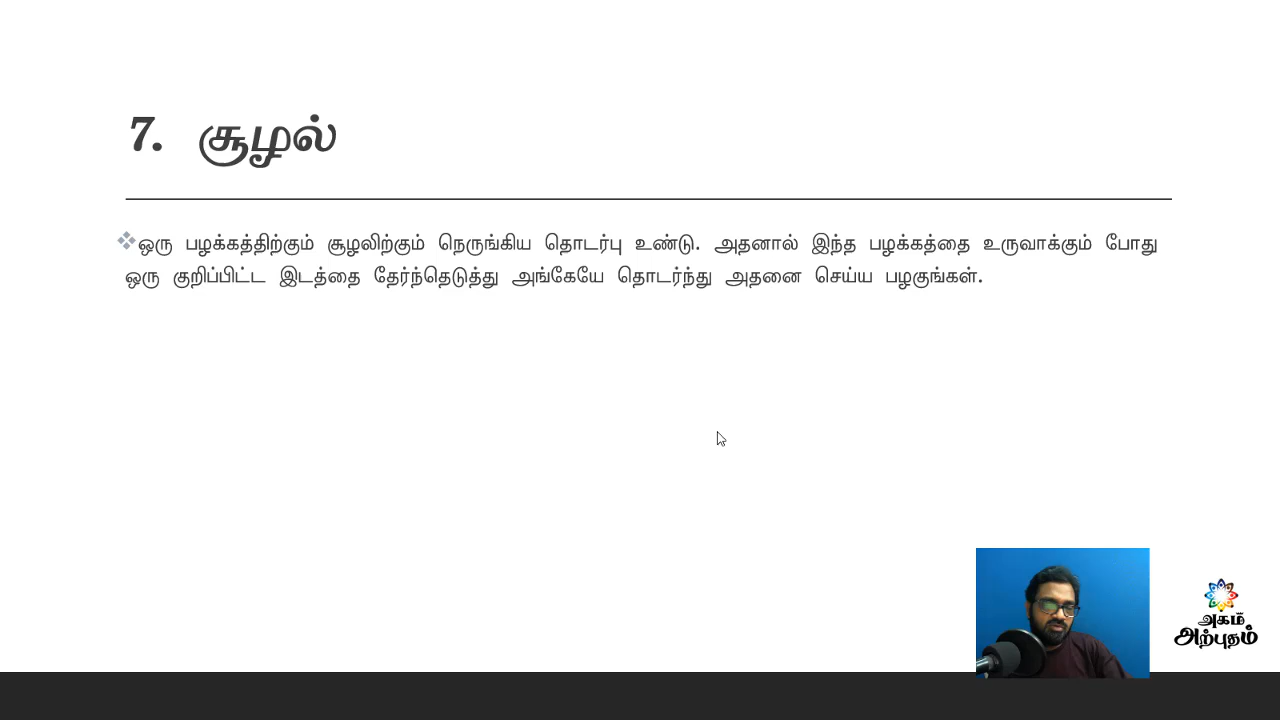 7. சூழல்
ஒரு பழக்கத்திற்கும் சூழலிற்கும் நெருங்கிய தொடர்பு உண்டு. அதனால் இந்த பழக்கத்தை உருவாக்கும் போது
ஒரு குறிப்பிட்ட இடத்தை தேர்ந்தெடுத்து அங்கேயே தொடர்ந்து அதனை செய்ய பழகுங்கள்.
அகம்
அற்புதம்